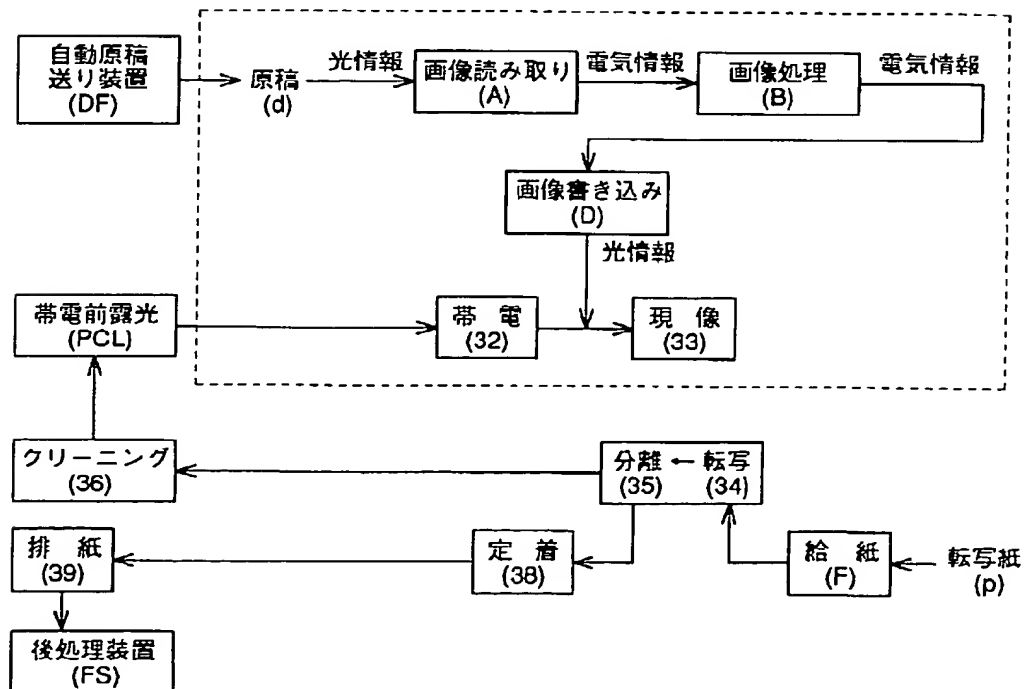 自動原稿
送り装置
(DF)
原稿
(d)
光情報
画像読み取り
(A)
電気情報
画像処理
(B)
電気情報
画像書き込み
(D)
光情報
帯電前露光
(PCL)
帯 電
(32)
現 像
(33)
クリーニング
(36)
分離 ← 転写
(35) (34)
排 紙
(39)
定 着
(38)
給 紙
(F)
転写紙
(p)
後処理装置
(FS)